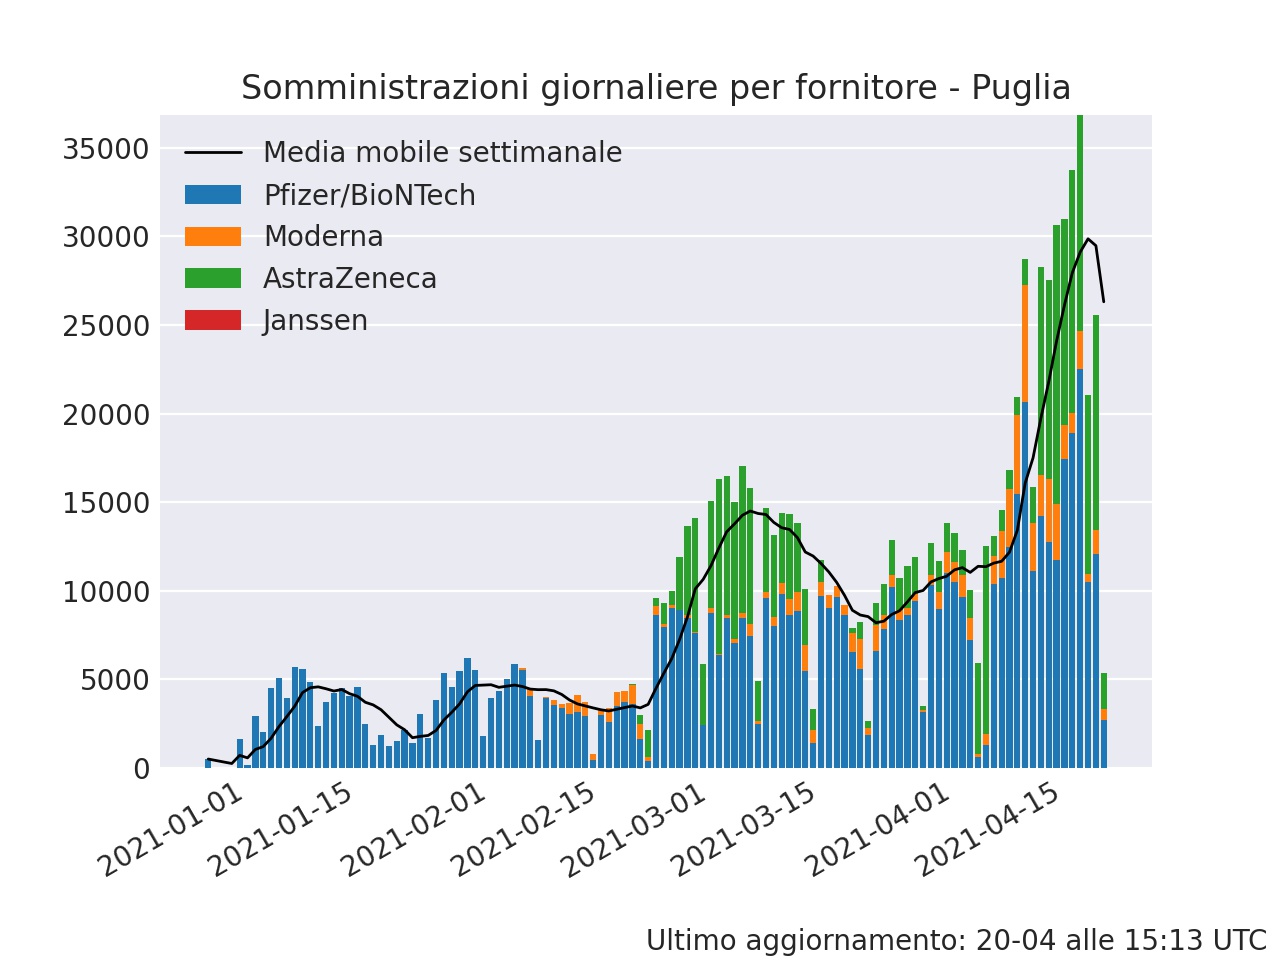 Somministrazioni giornaliere per fornitore - Puglia
35000
30000
25000
20000
15000
10000
5000
0
Media mobile settimanale
Pfizer/BioNTech
Moderna
AstraZeneca
Janssen
2021-01-01
2021-01-15
2021-02-01
2021-02-15
2021-03-01
2021-03-15
2021-04-01
2021-04-15
Ultimo aggiornamento: 20-04 alle 15:13 UTC